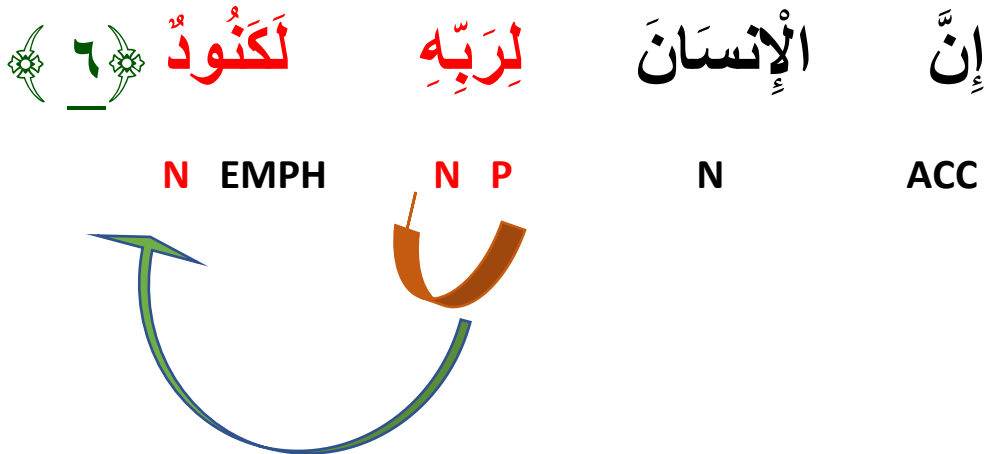 إِنَّ الْإِنسَانَ لِرَبِّهِ لَكَنُودٌ ﴿٦﴾
N EMPH N P N ACC